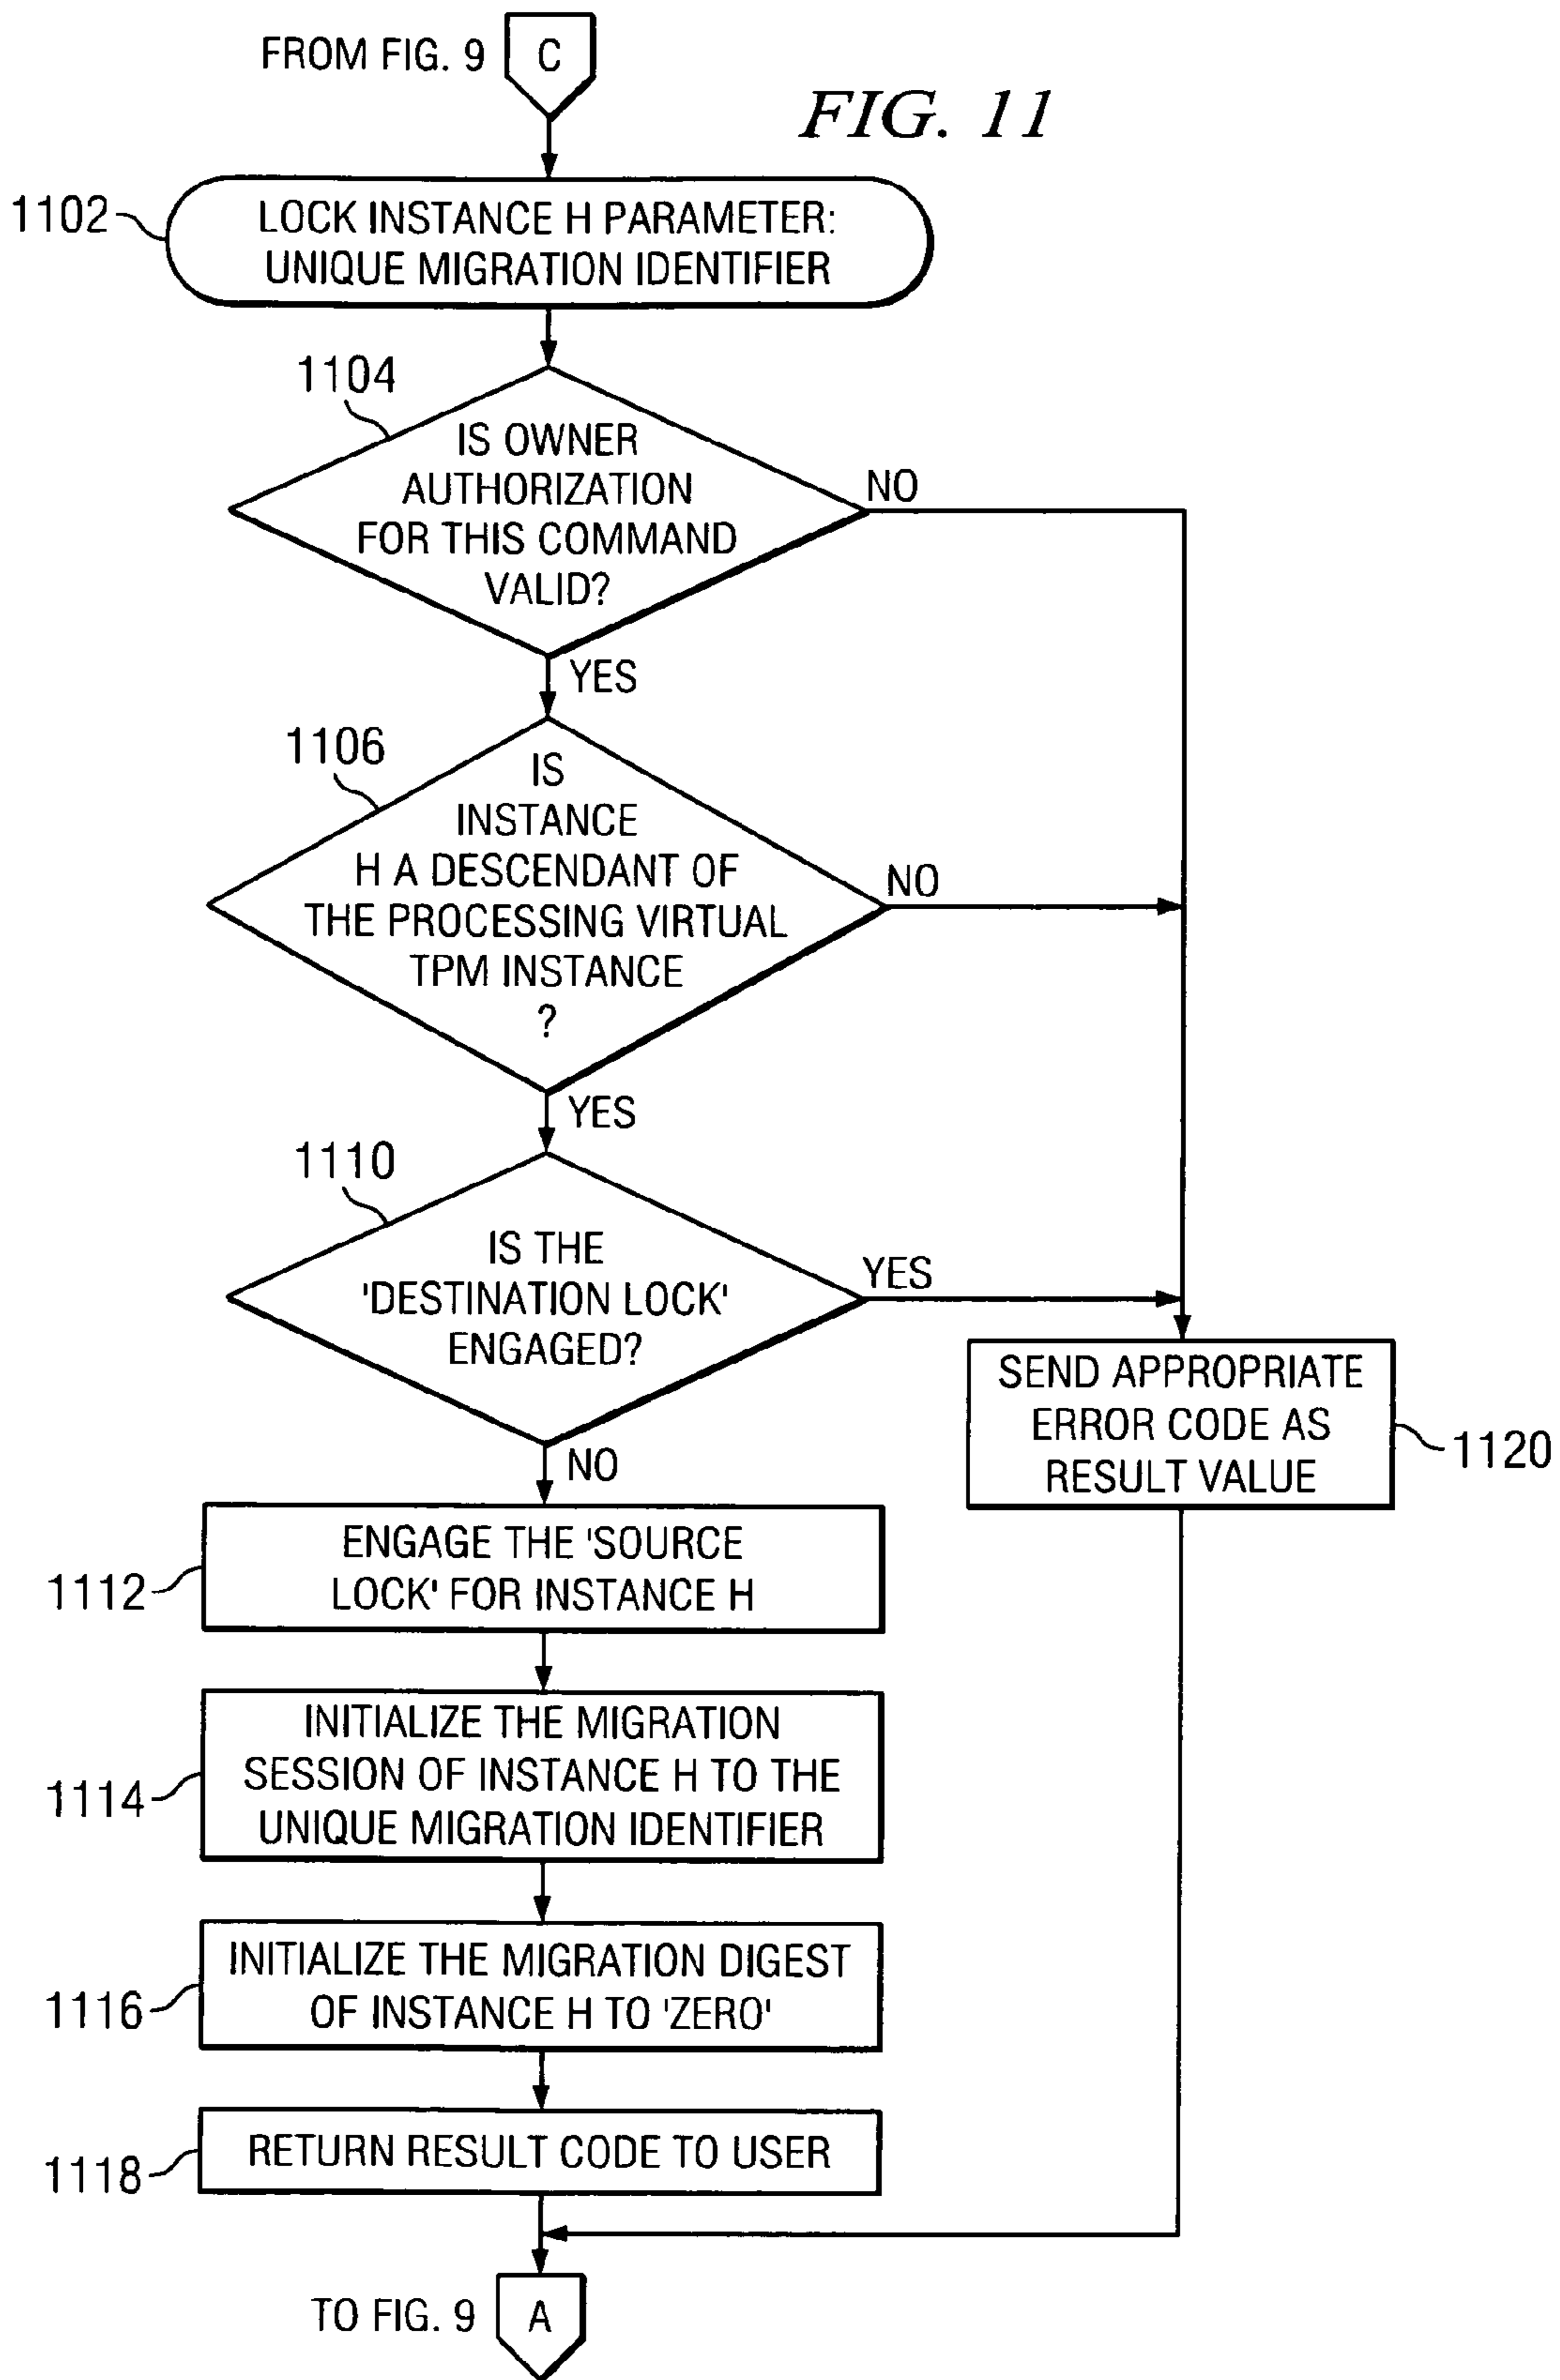 FROM FIG. 9
C
FIG. 11
1102
LOCK INSTANCE H PARAMETER:
UNIQUE MIGRATION IDENTIFIER
1104
IS OWNER
AUTHORIZATION
FOR THIS COMMAND
VALID?
NO
YES
1106
IS
INSTANCE
H A DESCENDANT OF
THE PROCESSING VIRTUAL
TPM INSTANCE
?
NO
YES
1110
IS THE
'DESTINATION LOCK'
ENGAGED?
YES
NO
SEND APPROPRIATE
ERROR CODE AS
RESULT VALUE
1120
ENGAGE THE 'SOURCE
LOCK' FOR INSTANCE H
1112
INITIALIZE THE MIGRATION
SESSION OF INSTANCE H TO THE
UNIQUE MIGRATION IDENTIFIER
1114
INITIALIZE THE MIGRATION DIGEST
OF INSTANCE H TO 'ZERO'
1116
RETURN RESULT CODE TO USER
1118
TO FIG. 9
A